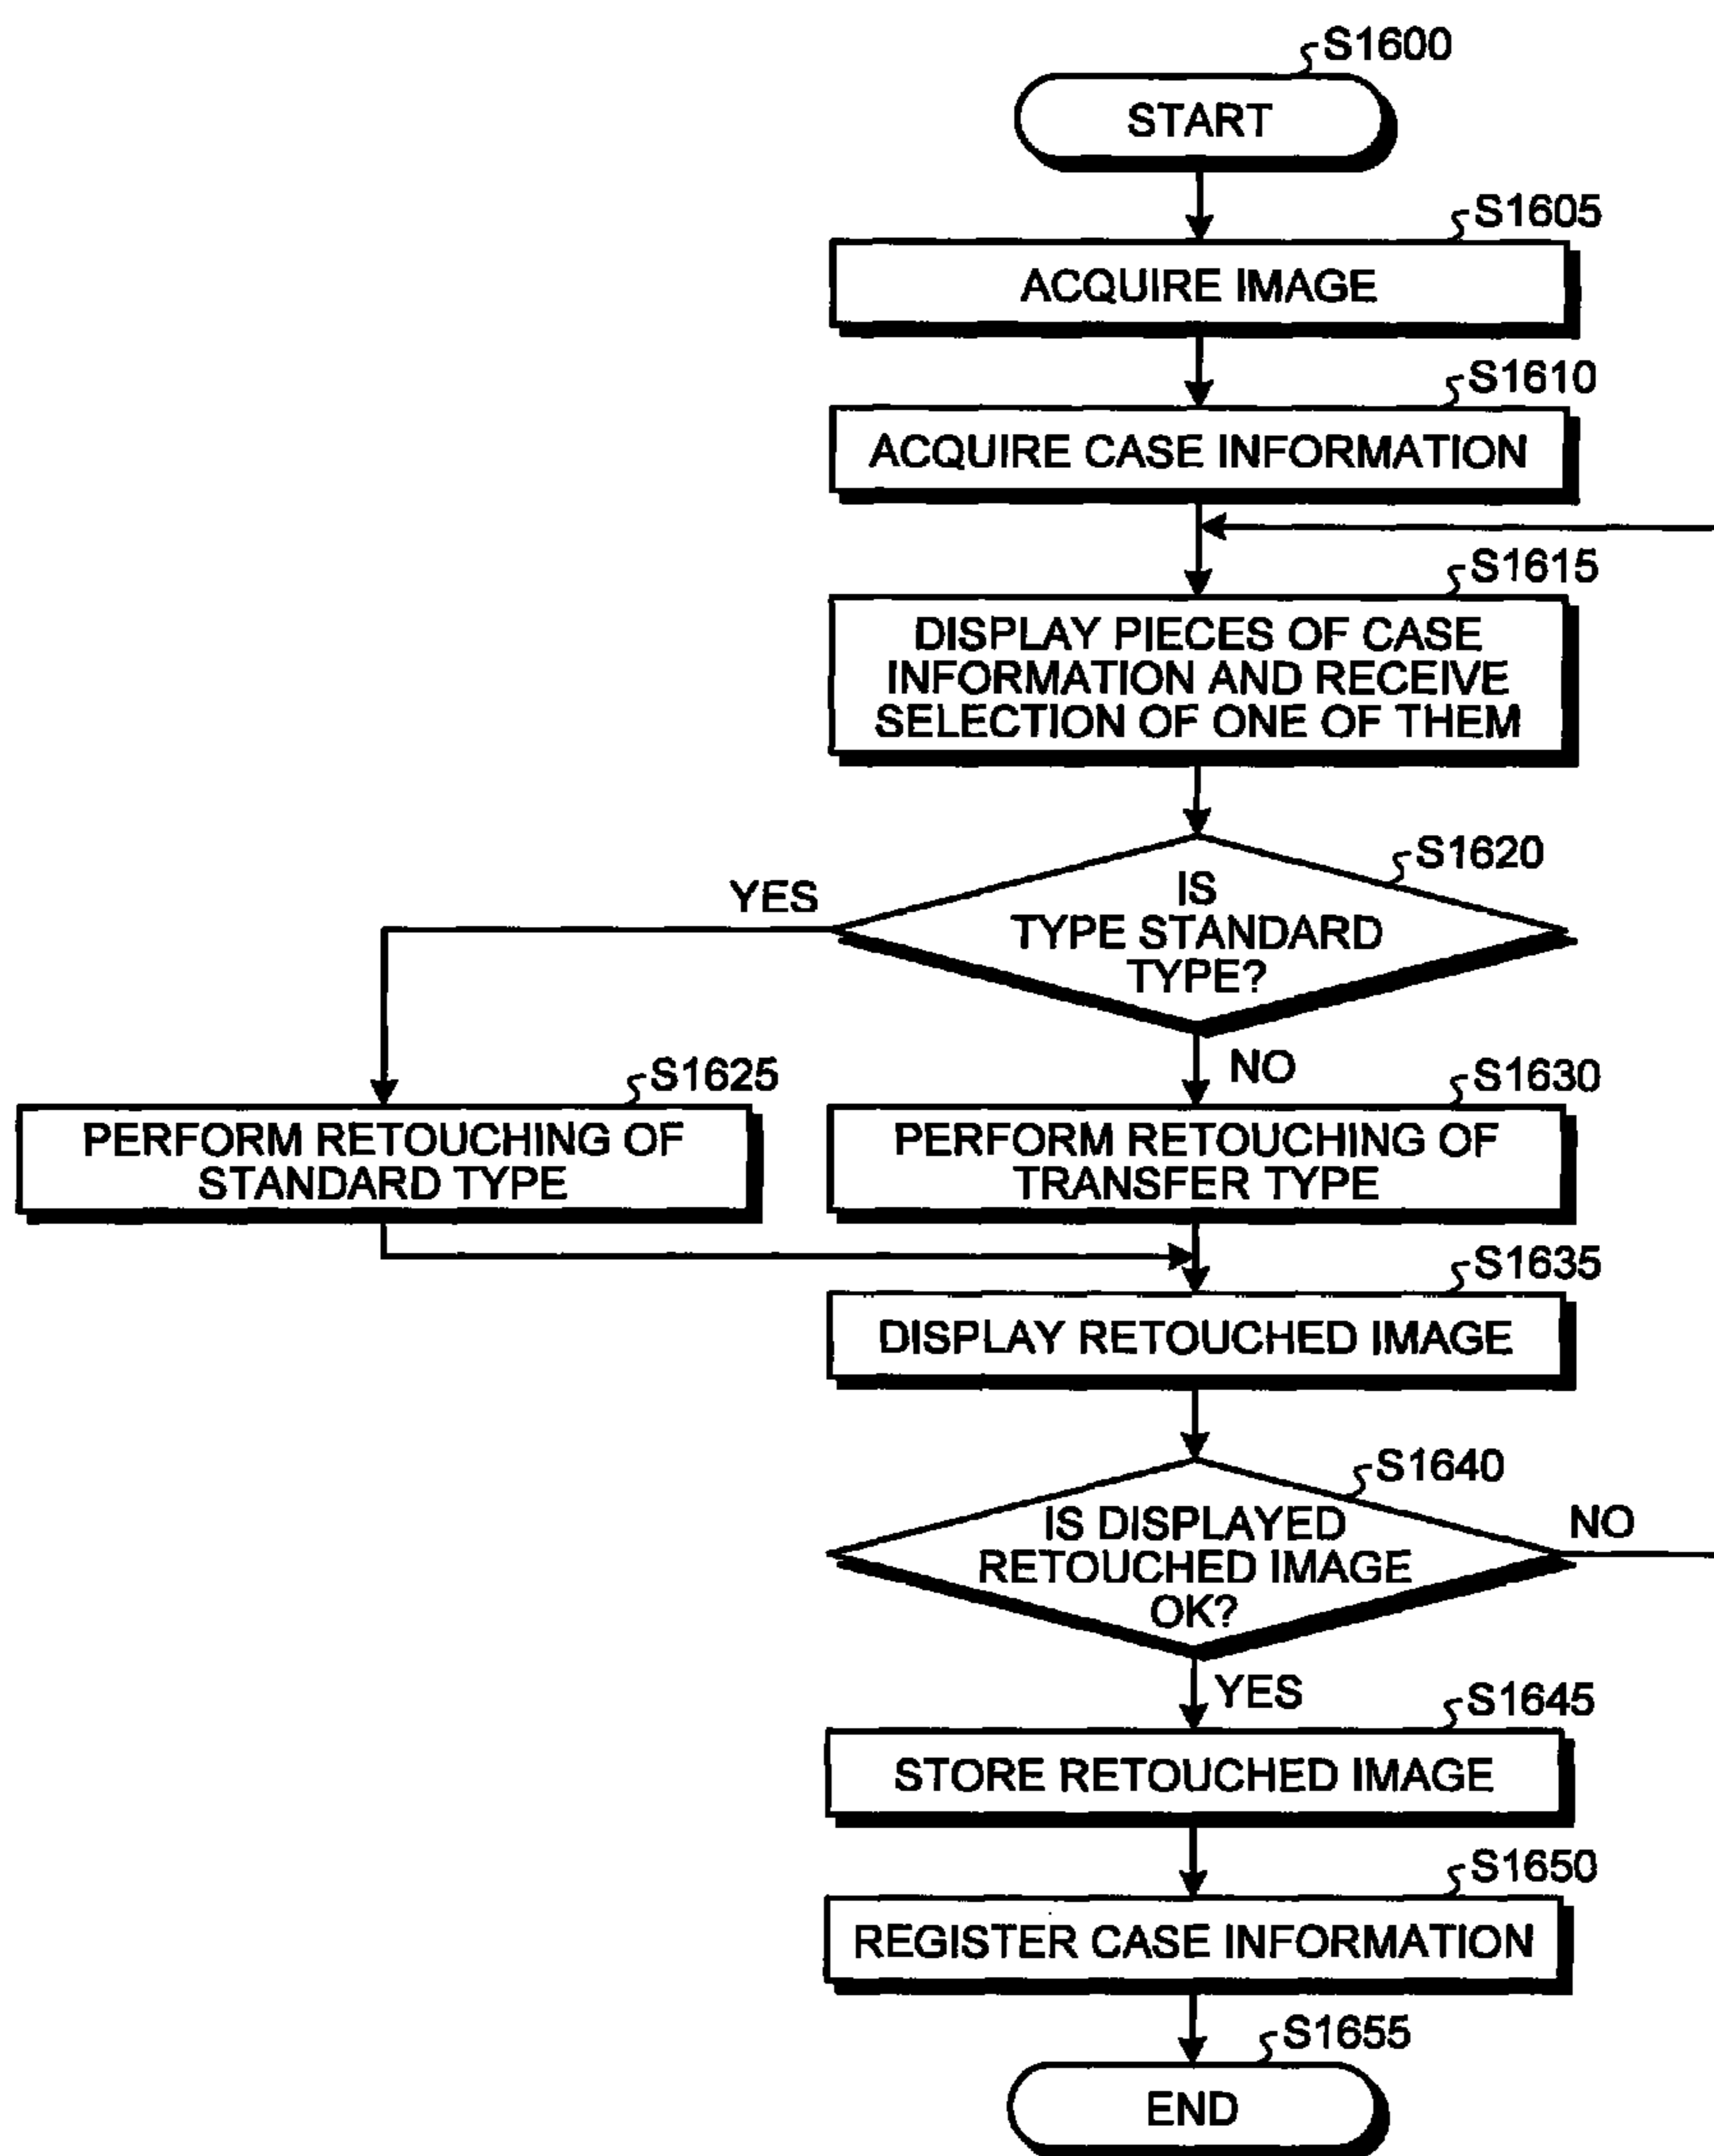 S1600
START
S1605
ACQUIRE IMAGE
S1610
ACQUIRE CASE INFORMATION
S1615
DISPLAY PIECES OF CASE
INFORMATION AND RECEIVE
SELECTION OF ONE OF THEM
S1620
IS
TYPE STANDARD
TYPE?
YES
NO
S1625
PERFORM RETOUCHING OF
STANDARD TYPE
S1630
PERFORM RETOUCHING OF
TRANSFER TYPE
S1635
DISPLAY RETOUCHED IMAGE
S1640
IS DISPLAYED
RETOUCHED IMAGE
OK?
NO
YES
S1645
STORE RETOUCHED IMAGE
S1650
REGISTER CASE INFORMATION
S1655
END